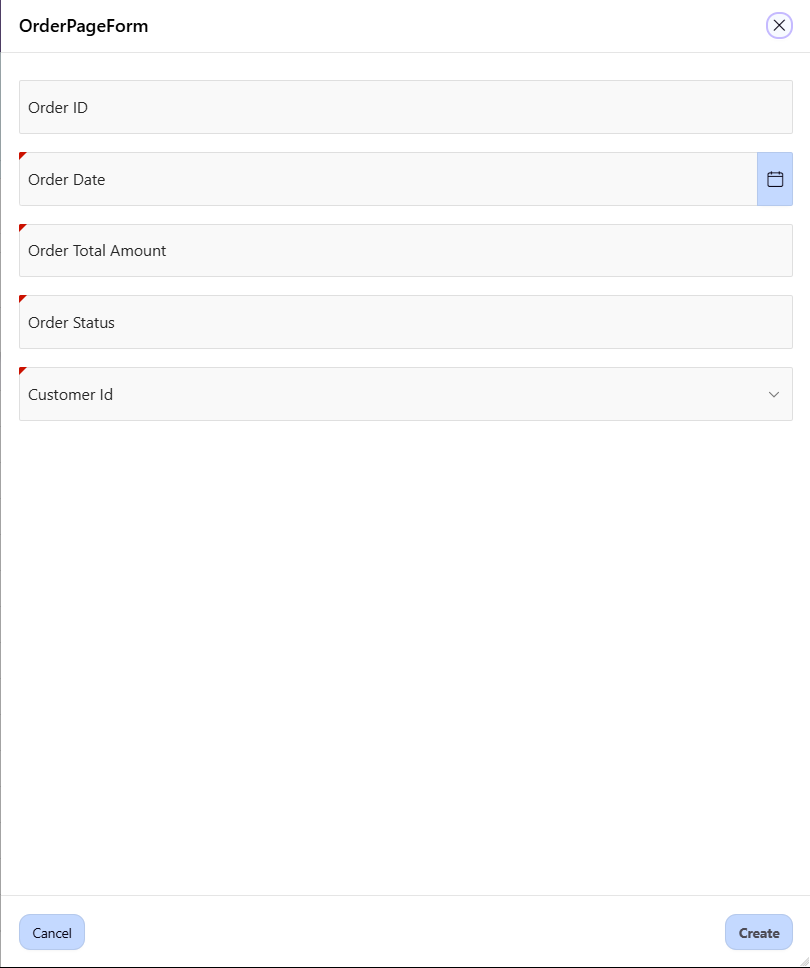 OrderPageForm
Order ID
Order Date
Order Total Amount
Order Status
Customer Id
Cancel
Create